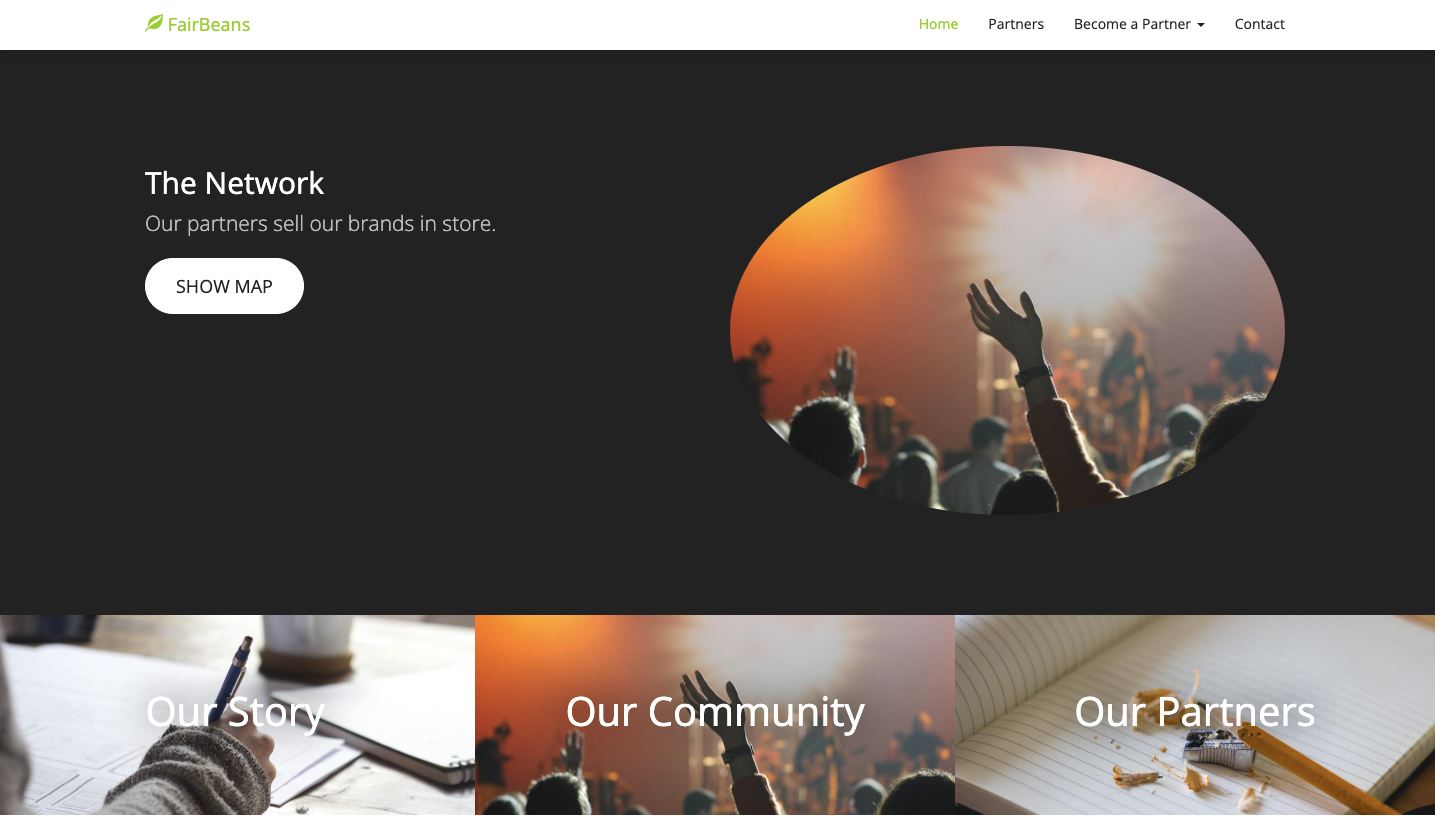 FairBeans
Home
Partners
Become a Partner
Contact
The Network
Our partners sell our brands in store.
SHOW MAP
Our Story
Our Community
Our Partners